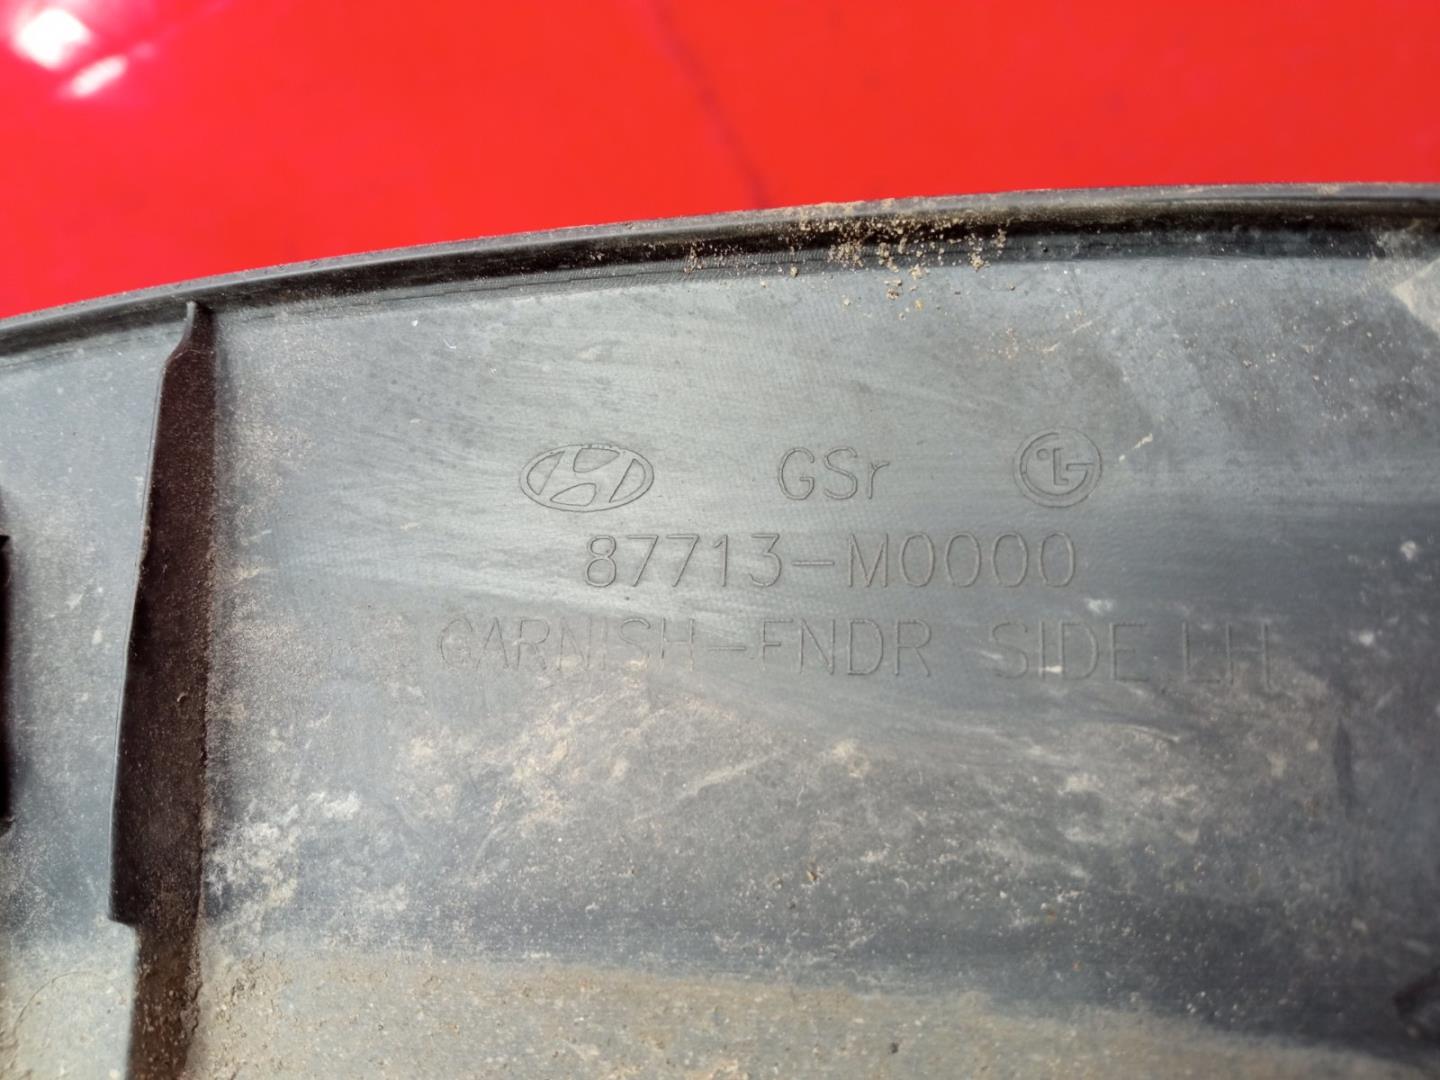 GSr
87713-M0000
GARNISH-FNDR SIDE LH